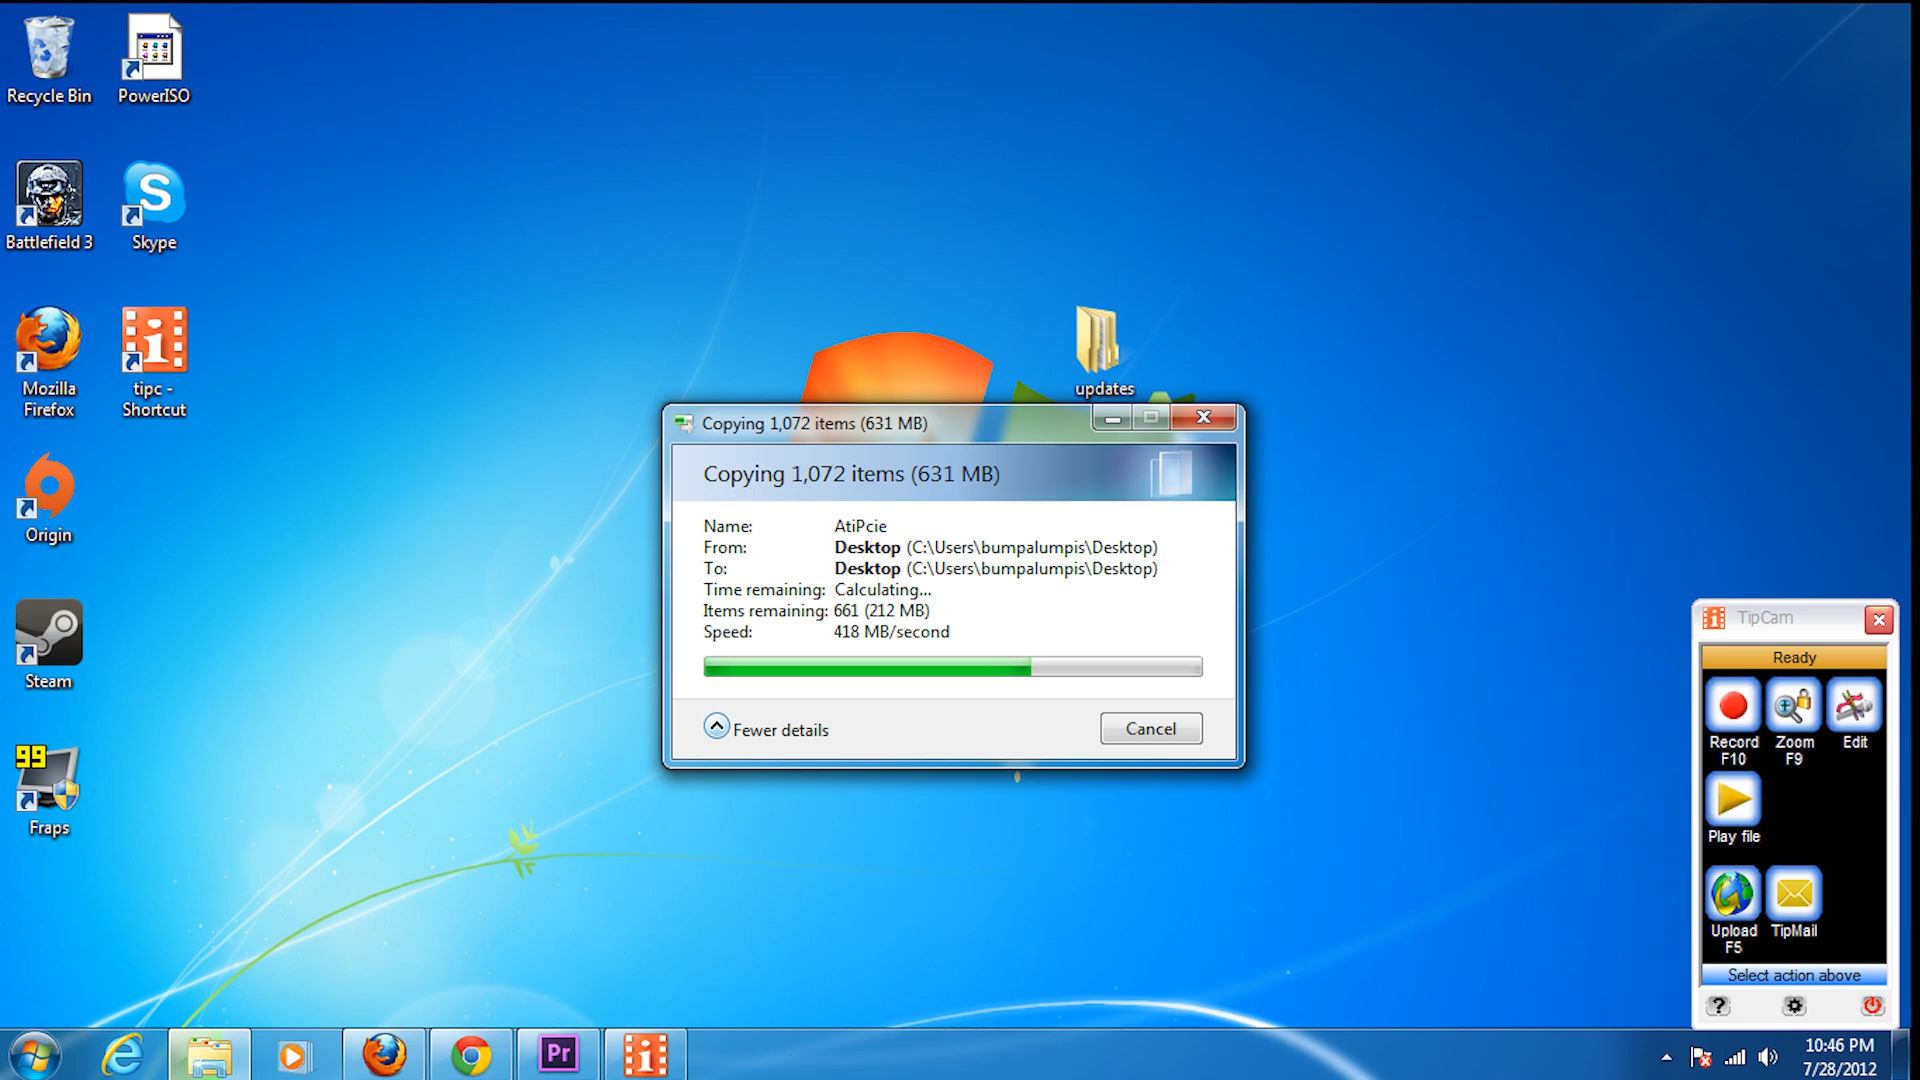 Recycle Bin
PowerISO
Battlefield 3
Skype
Mozilla
Firefox
tipc -
Shortcut
Origin
Steam
99
Fraps
updates
Copying 1,072 items (631 MB)
Copying 1,072 items (631 MB)
Name: AtiPcie
From: Desktop (C:\Users\bumpalumpis\Desktop)
To: Desktop (C:\Users\bumpalumpis\Desktop)
Time remaining: Calculating...
Items remaining: 661 (212 MB)
Speed: 418 MB/second
Fewer details
Cancel
TipCam
Ready
Record
F10
Zoom
F9
Edit
Play file
Upload
F5
TipMail
Select action above
?
Pr
10:46 PM
7/28/2012